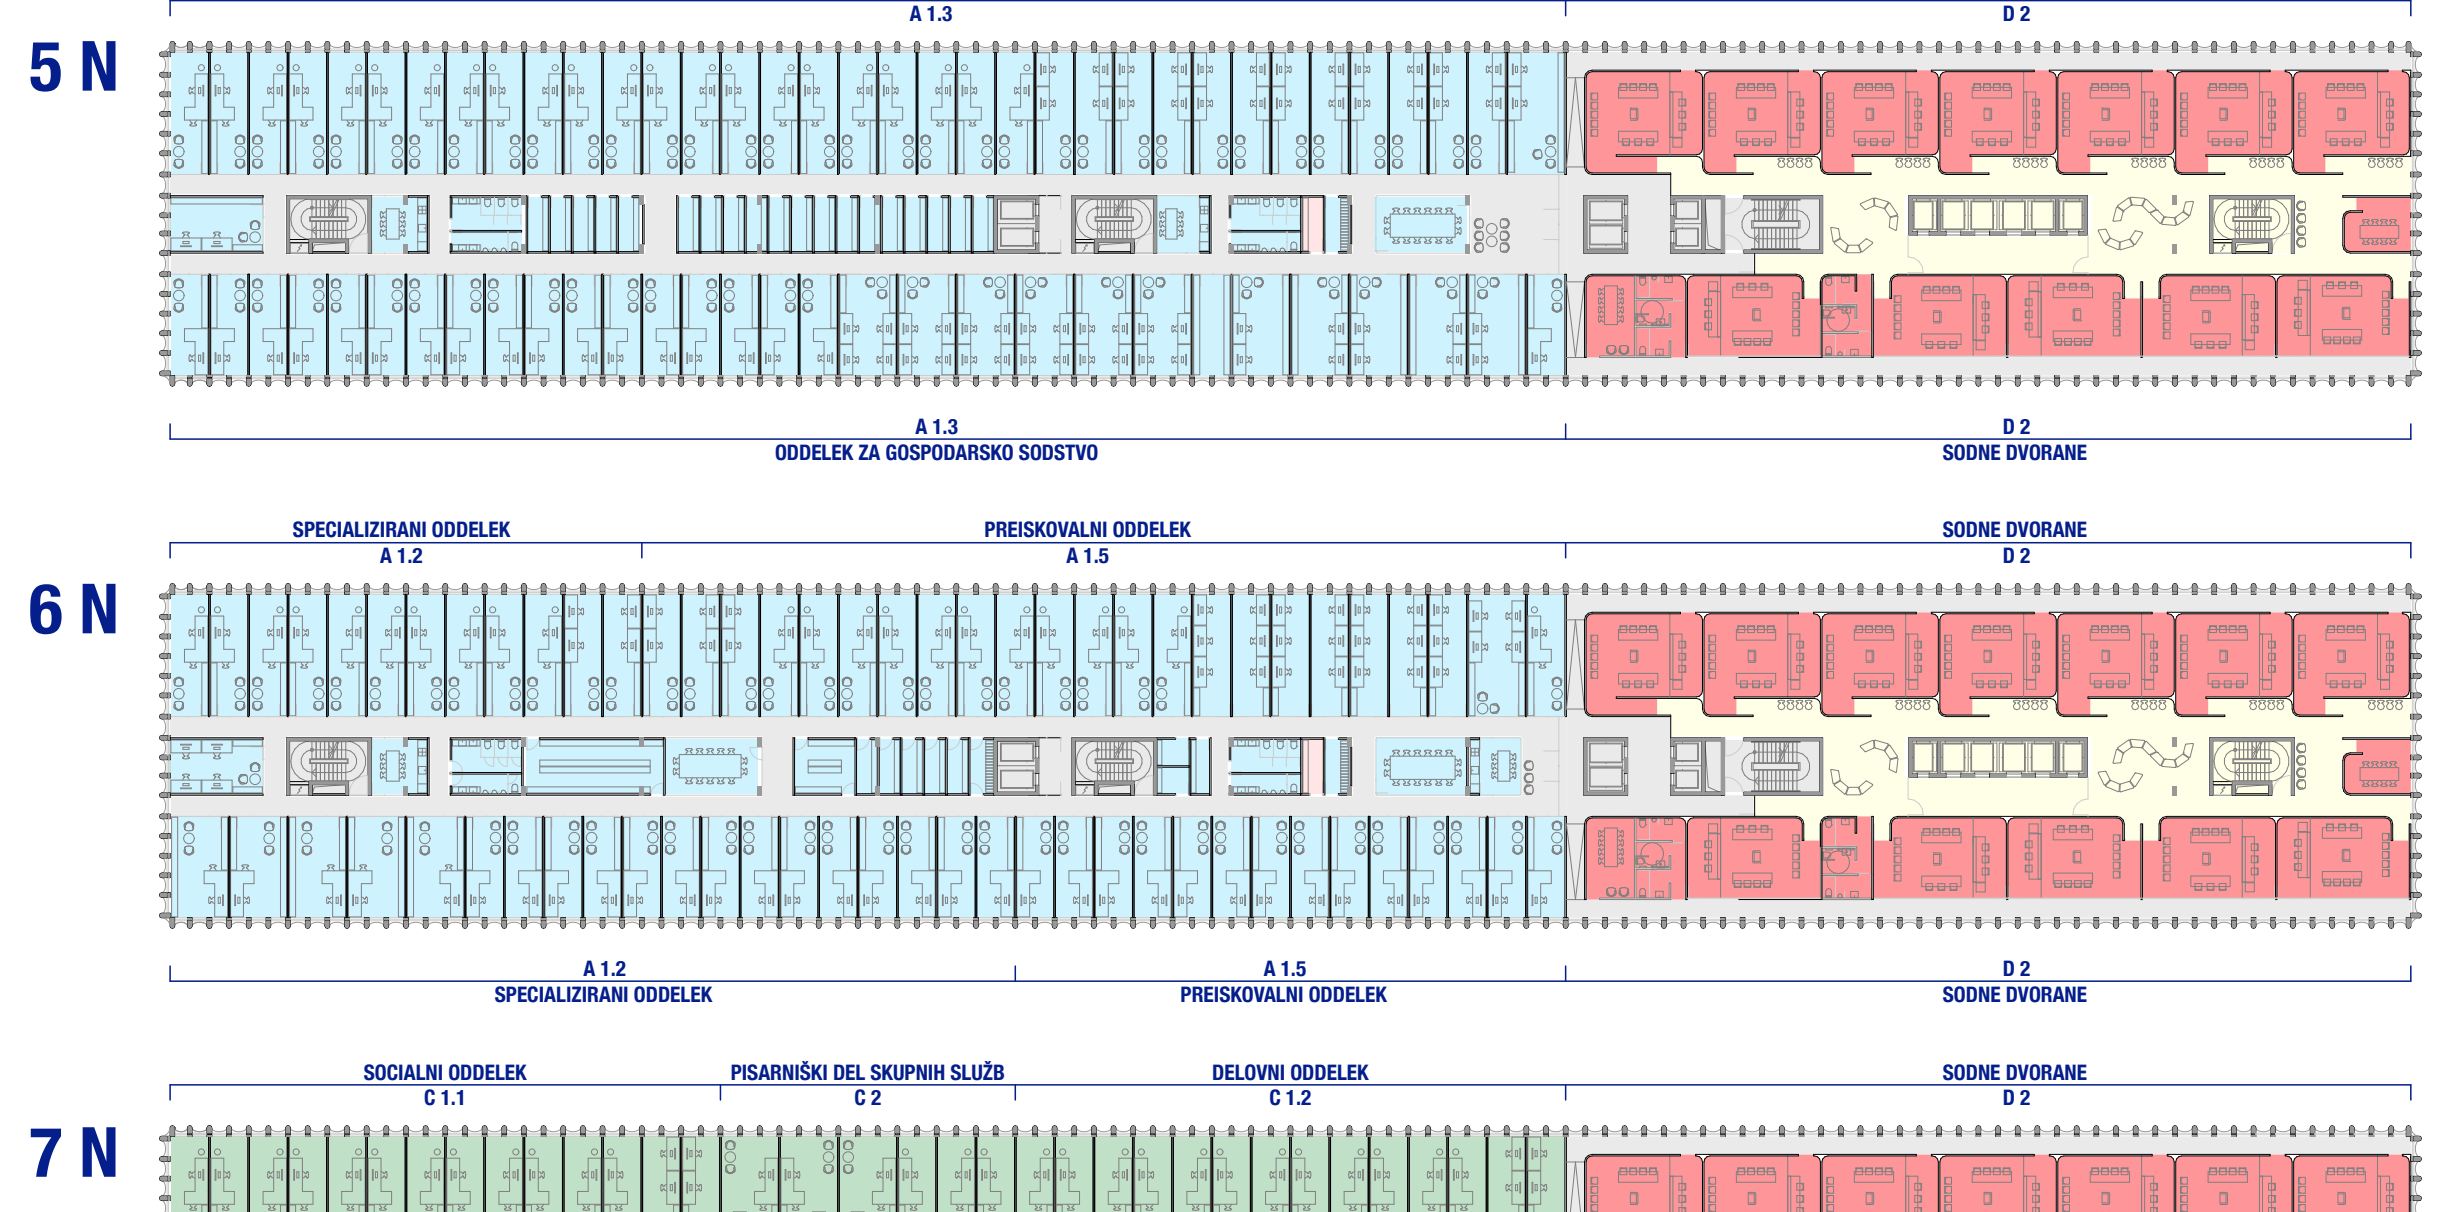 A 1.3 D 2
5 N
A 1.3 D 2
ODDELEK ZA GOSPODARSKO SODSTVO SODNE DVORANE
SPECIALIZIRANI ODDELEK PREISKOVALNI ODDELEK SODNE DVORANE
A 1.2 A 1.5 D 2
6 N
A 1.2 A 1.5 D 2
SPECIALIZIRANI ODDELEK PREISKOVALNI ODDELEK SODNE DVORANE
SOCIALNI ODDELEK PISARNIŠKI DEL SKUPNIH SLUŽB DELOVNI ODDELEK SODNE DVORANE
C 1.1 C 2 C 1.2 D 2
7 N